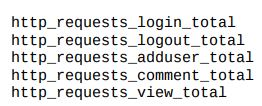 http_requests_login_total
http_requests_logout_total
http_requests_adduser_total
http_requests_comment_total
http_requests_view_total